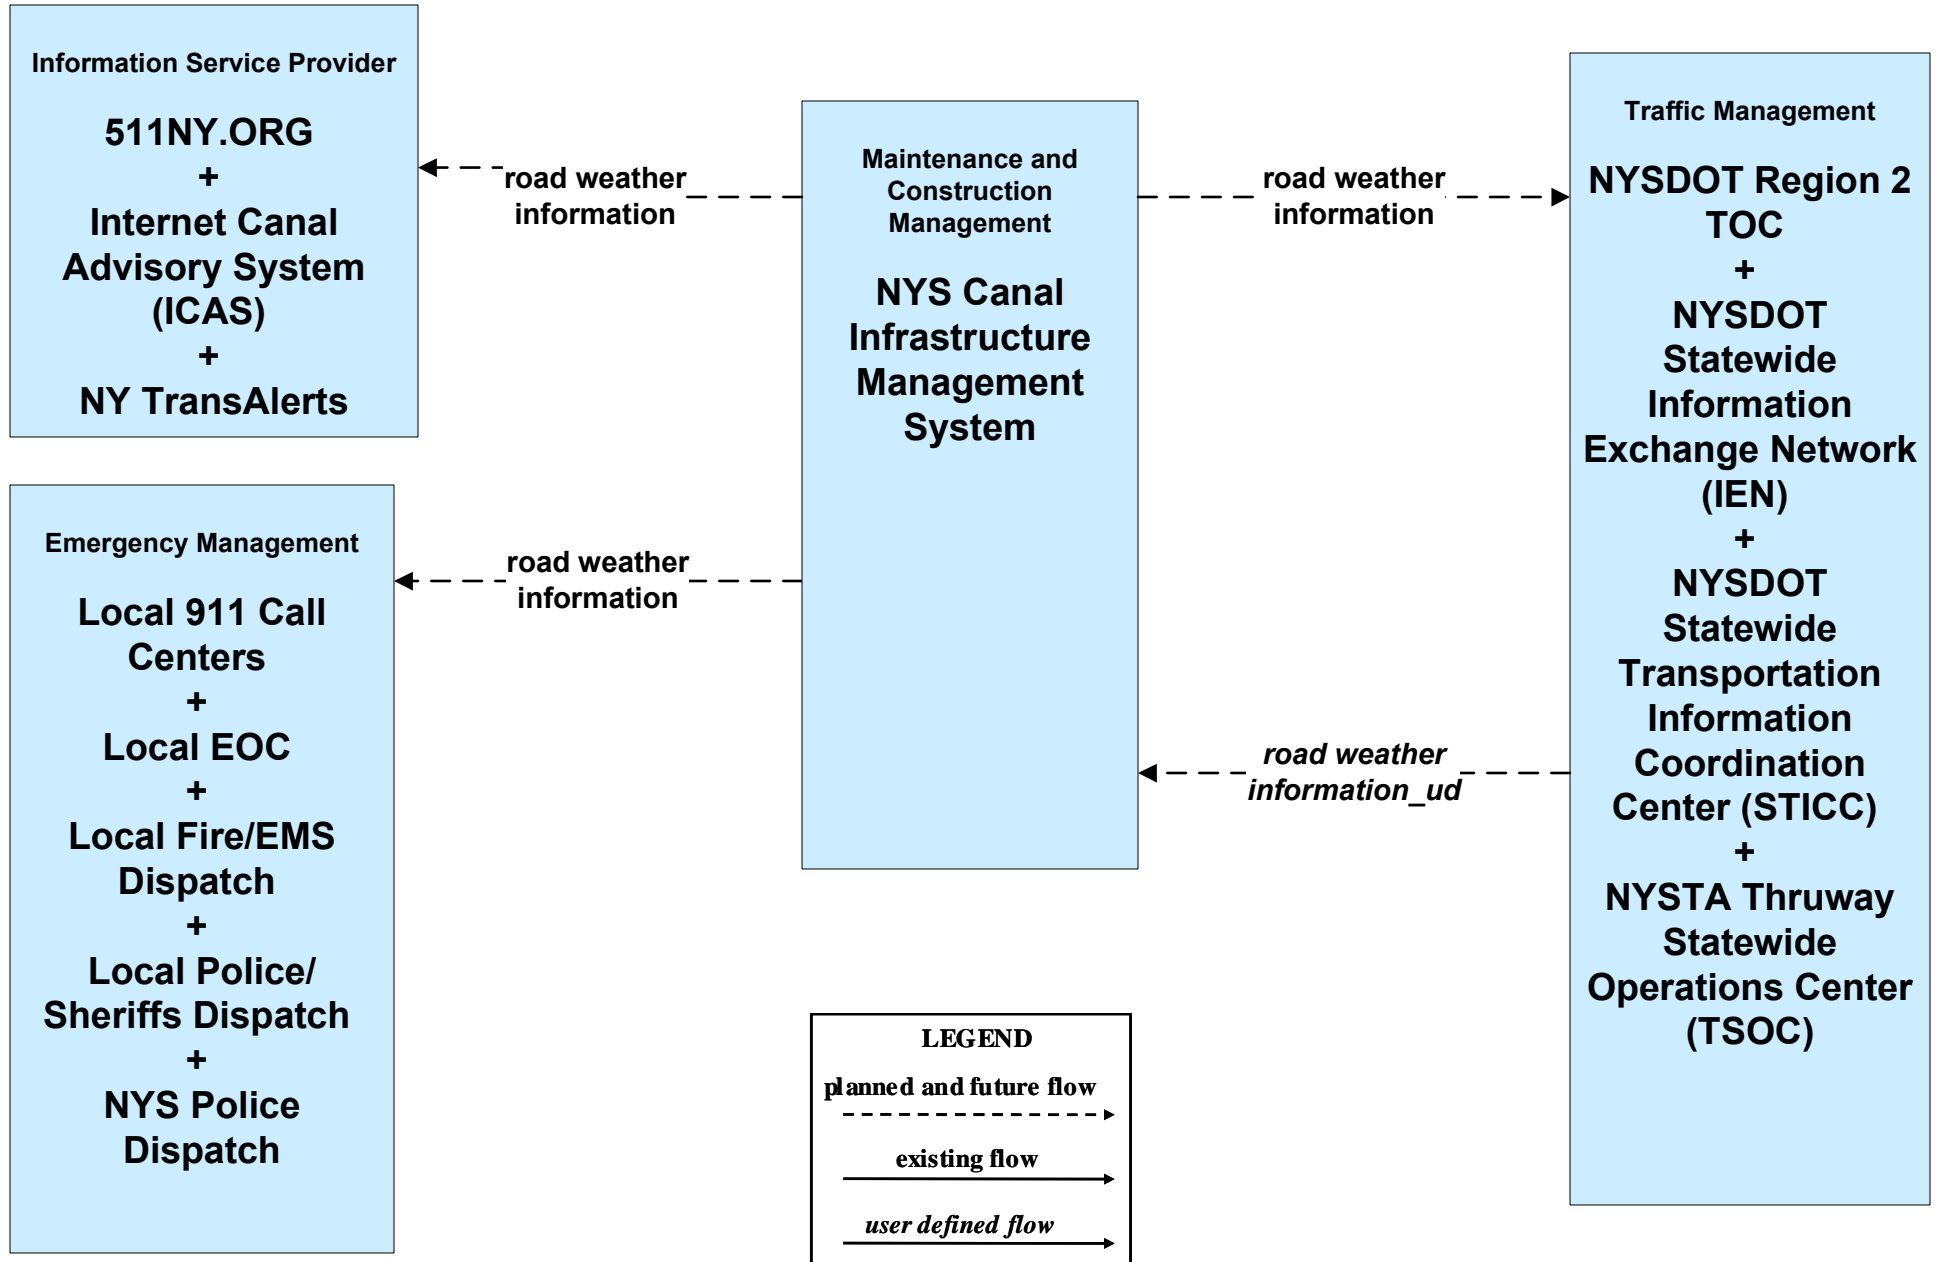 Information Service Provider
511NY.ORG
+
Internet Canal
Advisory System
(ICAS)
+
NY TransAlerts
Emergency Management
Local 911 Call
Centers
+
Local EOC
+
Local Fire/EMS
Dispatch
+
Local Police/
Sheriffs Dispatch
+
NYS Police
Dispatch
road weather
information
road weather
information
Maintenance and
Construction
Management
NYS Canal
Infrastructure
Management
System
road weather
information
road weather
information_ud
Traffic Management
NYSDOT Region 2
TOC
+
NYSDOT
Statewide
Information
Exchange Network
(IEN)
+
NYSDOT
Statewide
Transportation
Information
Coordination
Center (STICC)
+
NYSTA Thruway
Statewide
Operations Center
(TSOC)
LEGEND
planned and future flow
existing flow
user defined flow